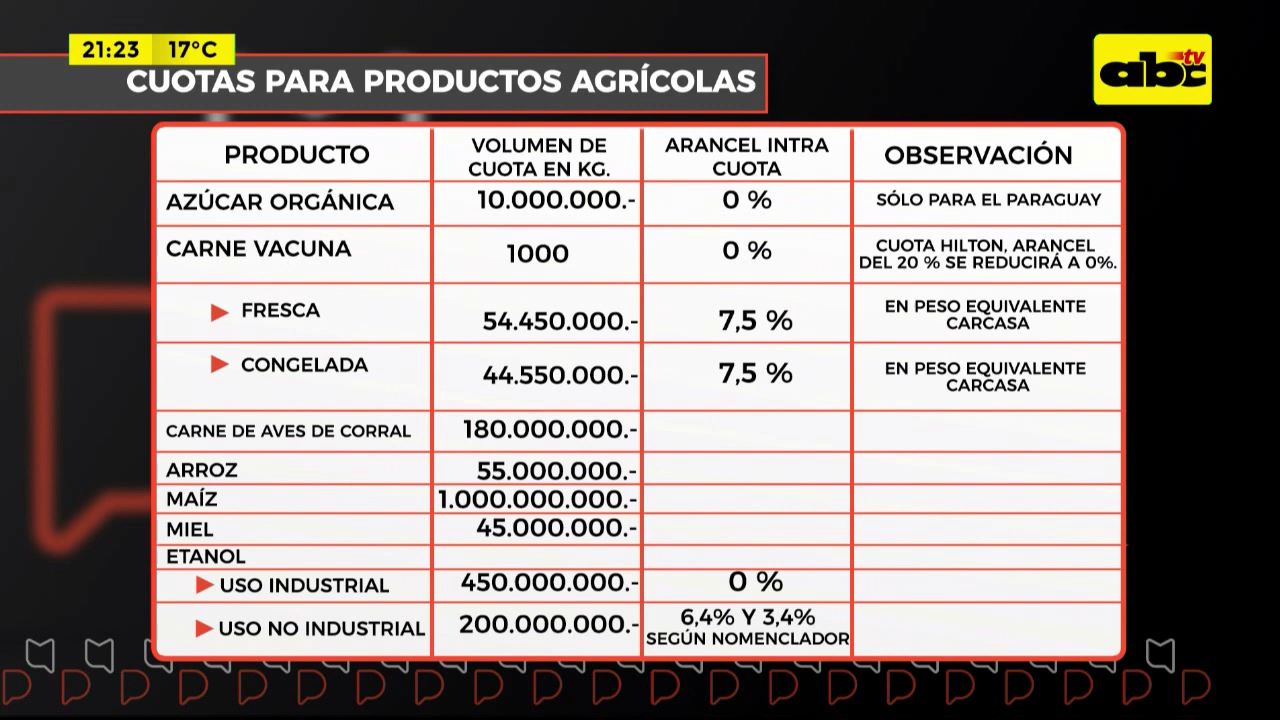 21:23 17°C
CUOTAS PARA PRODUCTOS AGRÍCOLAS
abc tv
PRODUCTO
VOLUMEN DE
CUOTA EN KG.
ARANCEL INTRA
CUOTA
OBSERVACIÓN
AZÚCAR ORGÁNICA
10.000.000.-
0 %
SÓLO PARA EL PARAGUAY
CARNE VACUNA
1000
0 %
CUOTA HILTON, ARANCEL
DEL 20 % SE REDUCIRÁ A 0%.
FRESCA
54.450.000.-
7,5 %
EN PESO EQUIVALENTE
CARCASA
CONGELADA
44.550.000.-
7,5 %
EN PESO EQUIVALENTE
CARCASA
CARNE DE AVES DE CORRAL
180.000.000.-
ARROZ
55.000.000.-
MAÍZ
1.000.000.000.-
MIEL
45.000.000.-
ETANOL
USO INDUSTRIAL
450.000.000.-
0 %
USO NO INDUSTRIAL
200.000.000.-
6,4% Y 3,4%
SEGÚN NOMENCLADOR